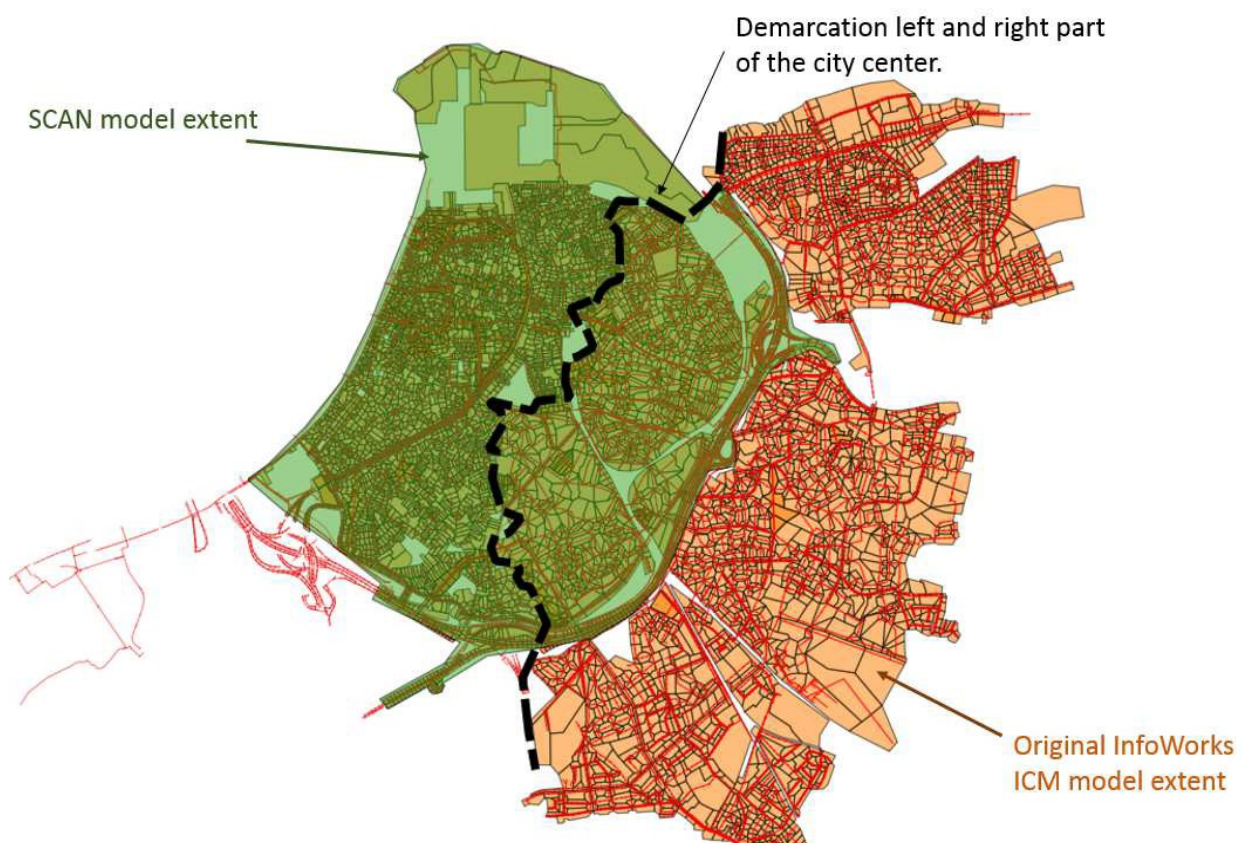 Demarcation left and right part
of the city center.
SCAN model extent
Original InfoWorks
ICM model extent